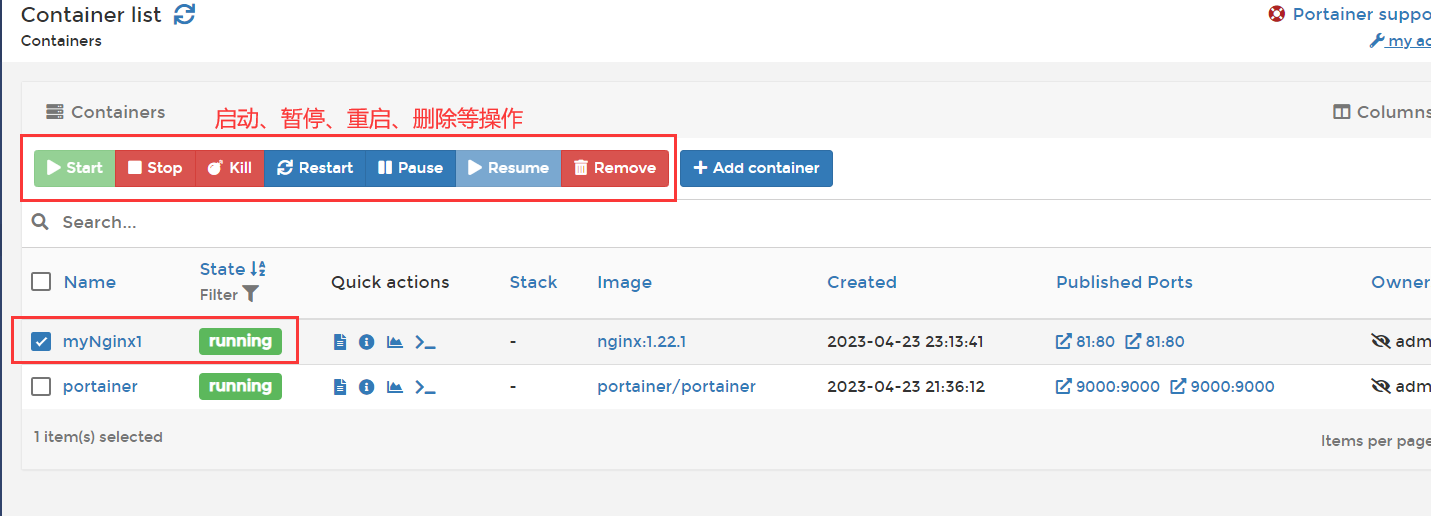 Container list
Portainer suppo
Containers
my ac
Containers
启动、暂停、重启、删除等操作
Columns
Start Stop Kill Restart Pause Resume Remove Add container
Search...
Name State Filter Quick actions Stack Image Created Published Ports Owner
myNginx1 running - nginx:1.22.1 2023-04-23 23:13:41 81:80 81:80 adm
portainer running - portainer/portainer 2023-04-23 21:36:12 9000:9000 9000:9000 adm
1 item(s) selected
Items per page